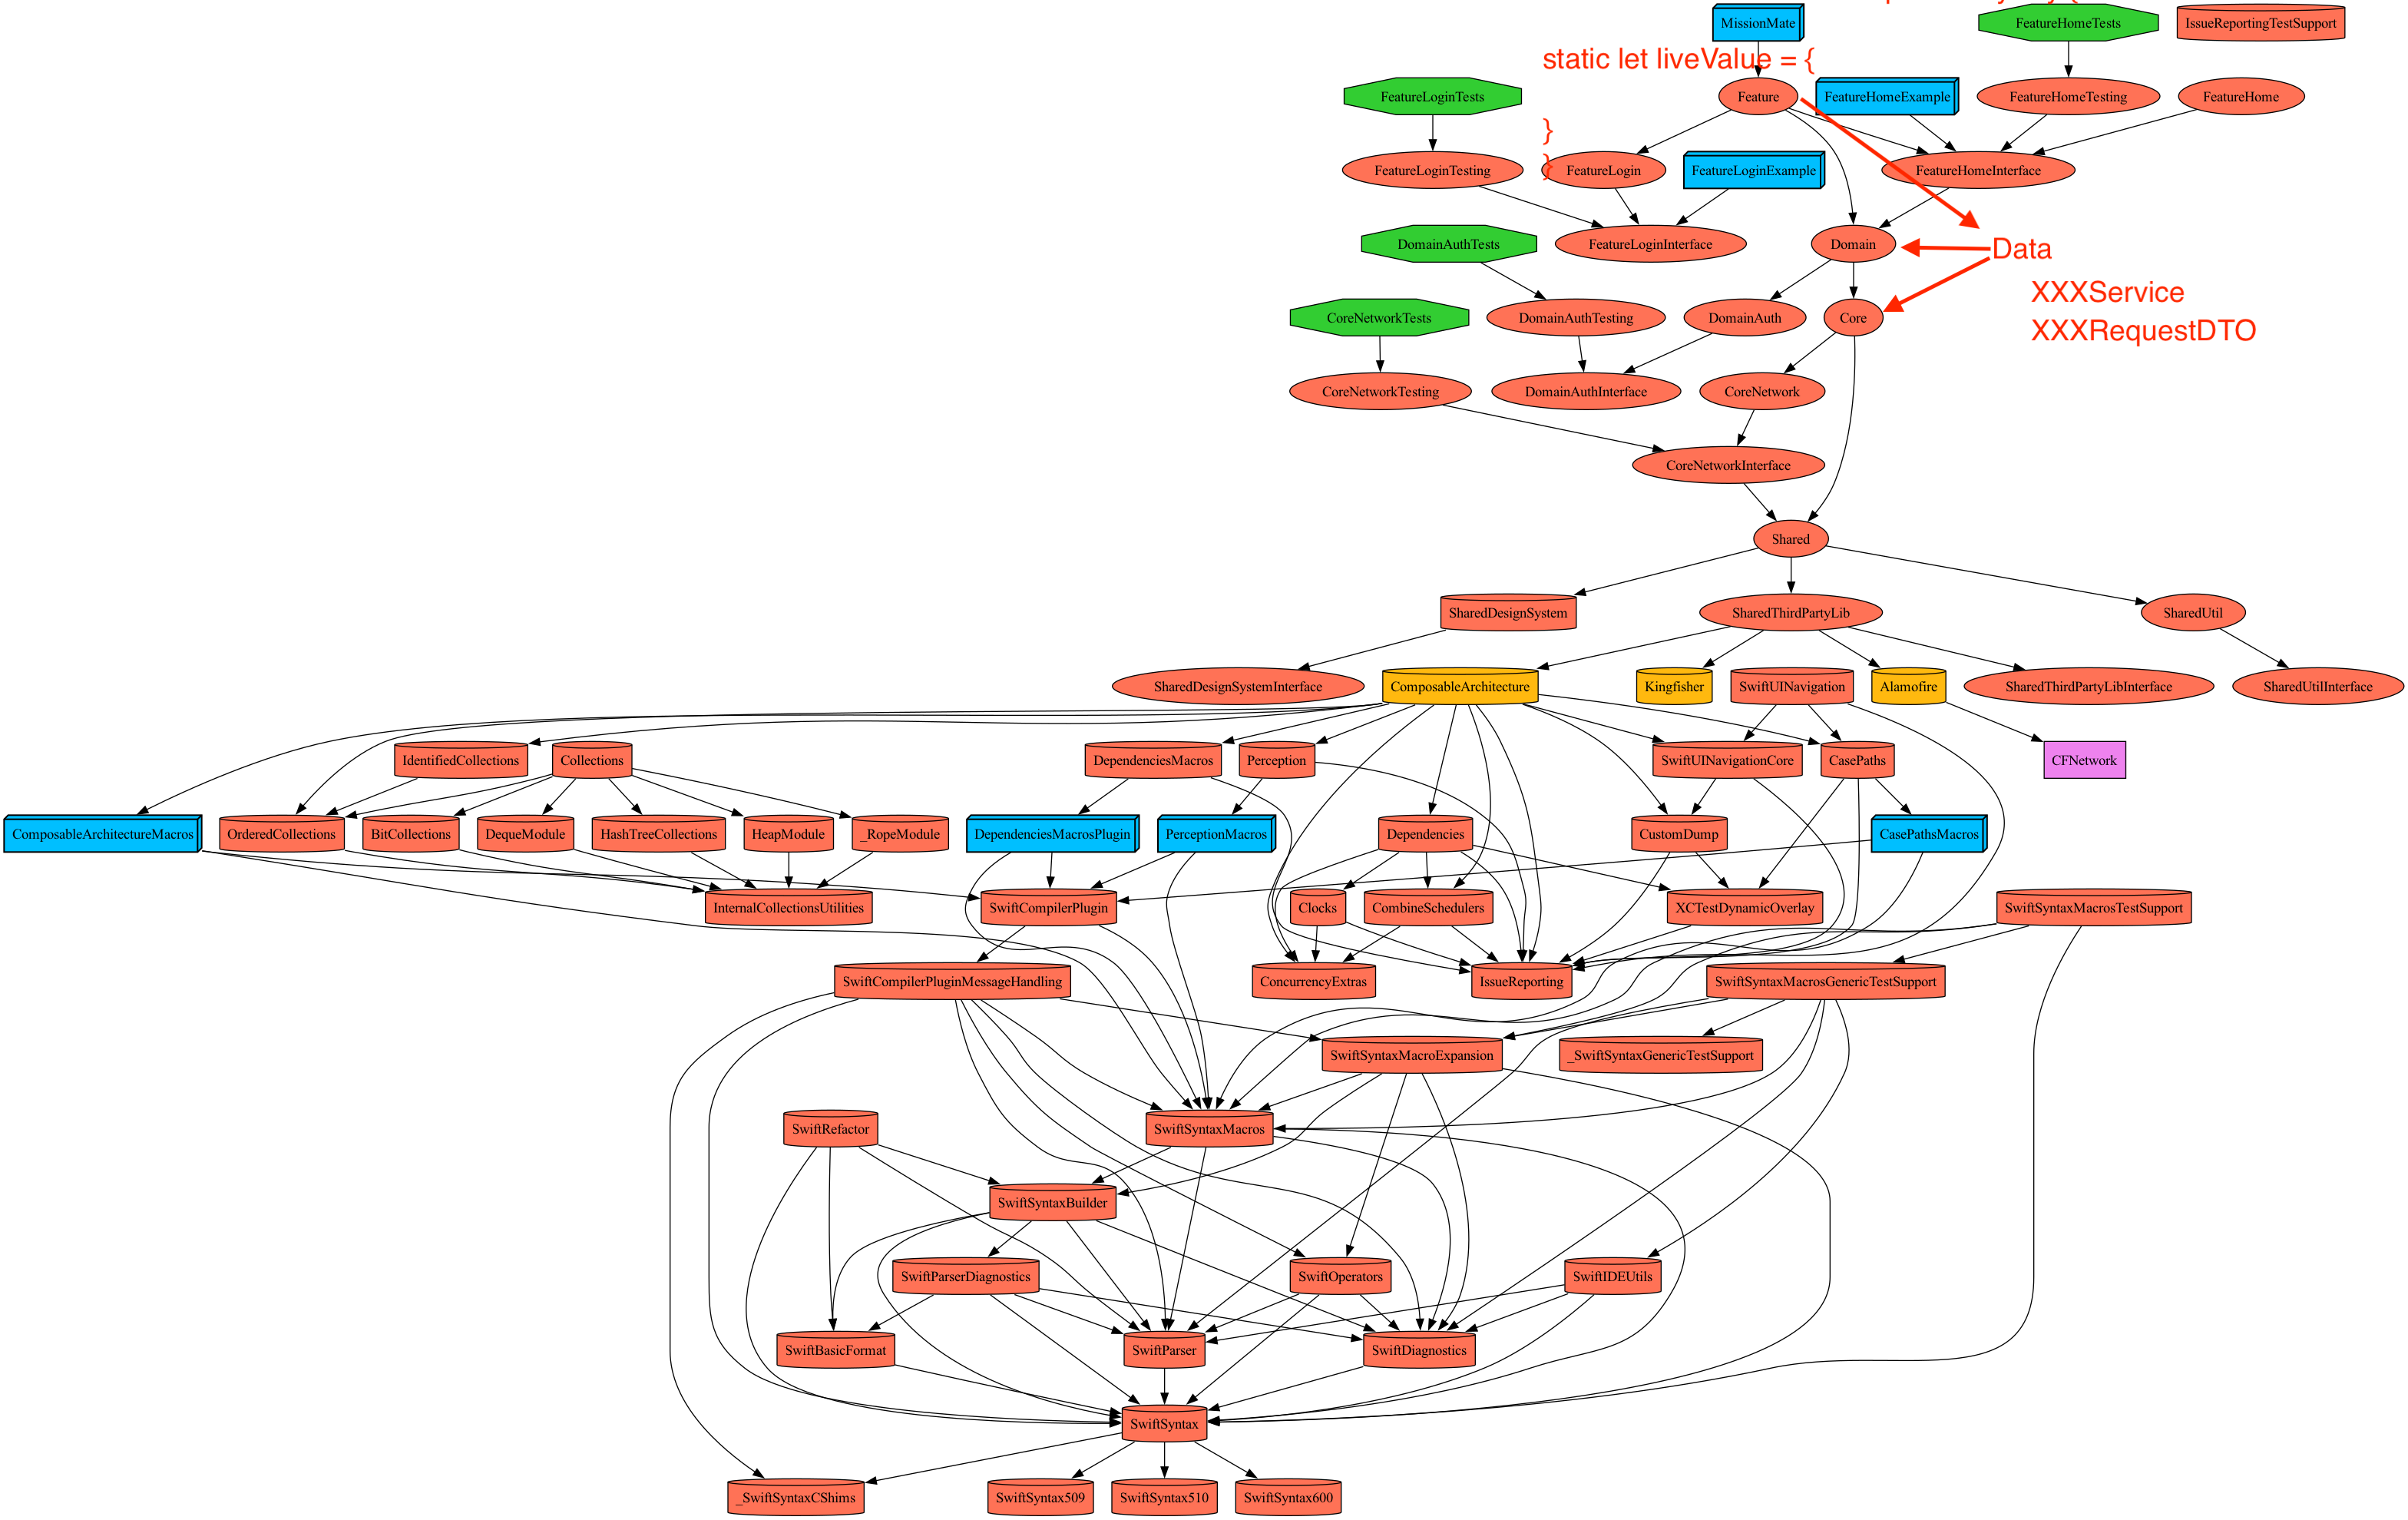 MissionMate
FeatureHomeTests
IssueReportingTestSupport
static let liveValue = {
FeatureLoginTests
Feature
FeatureHomeExample
FeatureHomeTesting
FeatureHome
}
FeatureLoginTesting
}
FeatureLogin
FeatureLoginExample
FeatureHomeInterface
DomainAuthTests
FeatureLoginInterface
Domain
Data
XXXService
CoreNetworkTests
DomainAuthTesting
DomainAuth
Core
XXXRequestDTO
CoreNetworkTesting
DomainAuthInterface
CoreNetwork
CoreNetworkInterface
Shared
SharedDesignSystem
SharedThirdPartyLib
SharedUtil
SharedDesignSystemInterface
ComposableArchitecture
Kingfisher
SwiftUINavigation
Alamofire
SharedThirdPartyLibInterface
SharedUtilInterface
IdentifiedCollections
Collections
DependenciesMacros
Perception
SwiftUINavigationCore
CasePaths
CFNetwork
ComposableArchitectureMacros
OrderedCollections
BitCollections
DequeModule
HashTreeCollections
HeapModule
_RopeModule
DependenciesMacrosPlugin
PerceptionMacros
Dependencies
CustomDump
CasePathsMacros
InternalCollectionsUtilities
SwiftCompilerPlugin
Clocks
CombineSchedulers
XCTestDynamicOverlay
SwiftSyntaxMacrosTestSupport
SwiftCompilerPluginMessageHandling
ConcurrencyExtras
IssueReporting
SwiftSyntaxMacrosGenericTestSupport
SwiftSyntaxMacroExpansion
_SwiftSyntaxGenericTestSupport
SwiftRefactor
SwiftSyntaxMacros
SwiftSyntaxBuilder
SwiftParserDiagnostics
SwiftOperators
SwiftIDEUtils
SwiftBasicFormat
SwiftParser
SwiftDiagnostics
SwiftSyntax
_SwiftSyntaxCShims
SwiftSyntax509
SwiftSyntax510
SwiftSyntax600